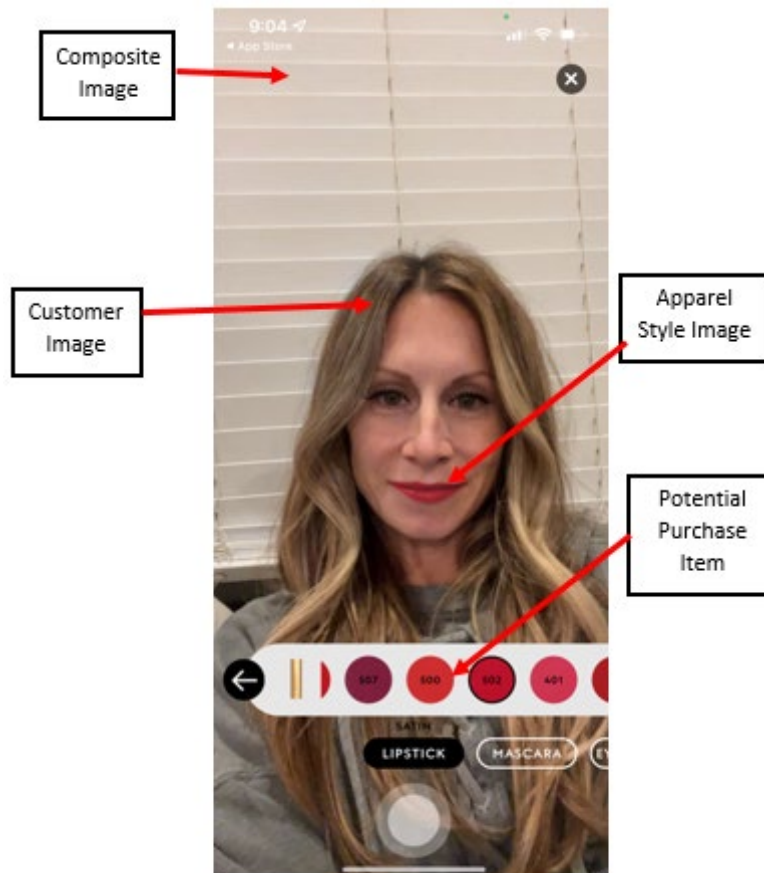 9:04
App Store
Composite
Image
Customer
Image
Apparel
Style Image
Potential
Purchase
Item
507
500
502
401
SATIN
LIPSTICK
MASCARA
EY